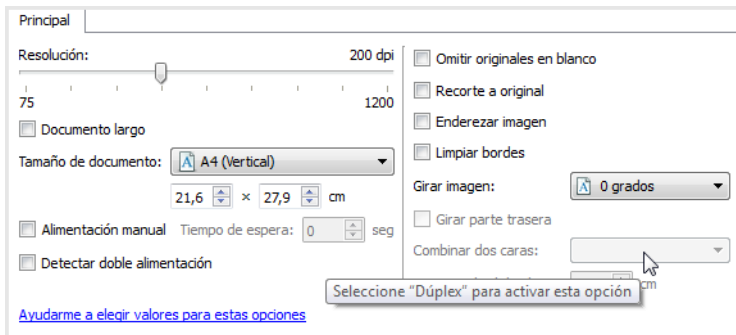 Principal
Resolución: 200 dpi
75 1200
Documento largo
Tamaño de documento: A4 (Vertical)
21,6 × 27,9 cm
Alimentación manual Tiempo de espera: 0 seg
Detectar doble alimentación
Ayudarme a elegir valores para estas opciones
Omitir originales en blanco
Recorte a original
Enderezar imagen
Limpiar bordes
Girar imagen: 0 grados
Girar parte trasera
Combinar dos caras:
cm
Seleccione "Dúplex" para activar esta opción